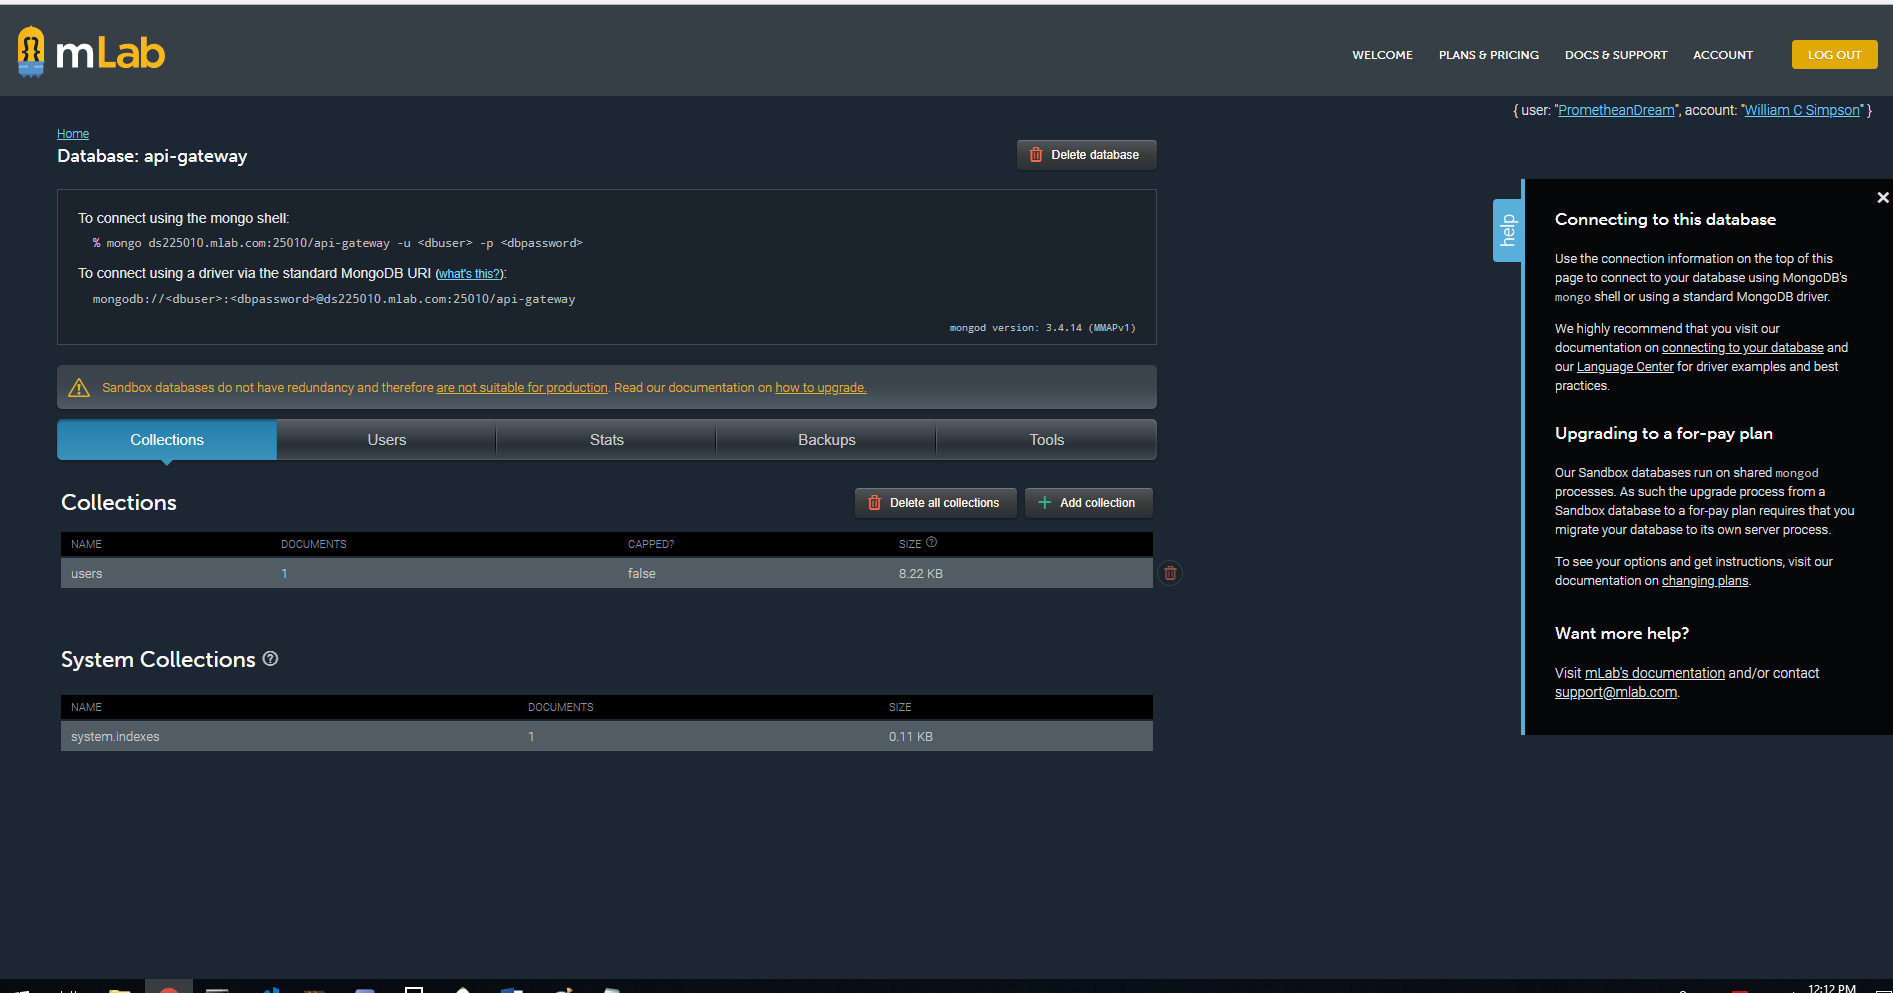 mLab
WELCOME
PLANS & PRICING
DOCS & SUPPORT
ACCOUNT
LOG OUT
{ user: "PrometheanDream", account: "William C Simpson" }
Home
Database: api-gateway
Delete database
To connect using the mongo shell:
% mongo ds225010.mlab.com:25010/api-gateway -u <dbuser> -p <dbpassword>
To connect using a driver via the standard MongoDB URI (what's this?):
mongodb://<dbuser>:<dbpassword>@ds225010.mlab.com:25010/api-gateway
mongod version: 3.4.14 (MMAPv1)
Sandbox databases do not have redundancy and therefore are not suitable for production. Read our documentation on how to upgrade.
Collections
Users
Stats
Backups
Tools
Collections
Delete all collections
Add collection
NAME DOCUMENTS CAPPED? SIZE ?
users 1 false 8.22 KB
System Collections ?
NAME DOCUMENTS SIZE
system.indexes 1 0.11 KB
help
Connecting to this database
Use the connection information on the top of this
page to connect to your database using MongoDB's
mongo shell or using a standard MongoDB driver.
We highly recommend that you visit our
documentation on connecting to your database and
our Language Center for driver examples and best
practices.
Upgrading to a for-pay plan
Our Sandbox databases run on shared mongod
processes. As such the upgrade process from a
Sandbox database to a for-pay plan requires that you
migrate your database to its own server process.
To see your options and get instructions, visit our
documentation on changing plans.
Want more help?
Visit mLab's documentation and/or contact
support@mlab.com.
12:12 PM